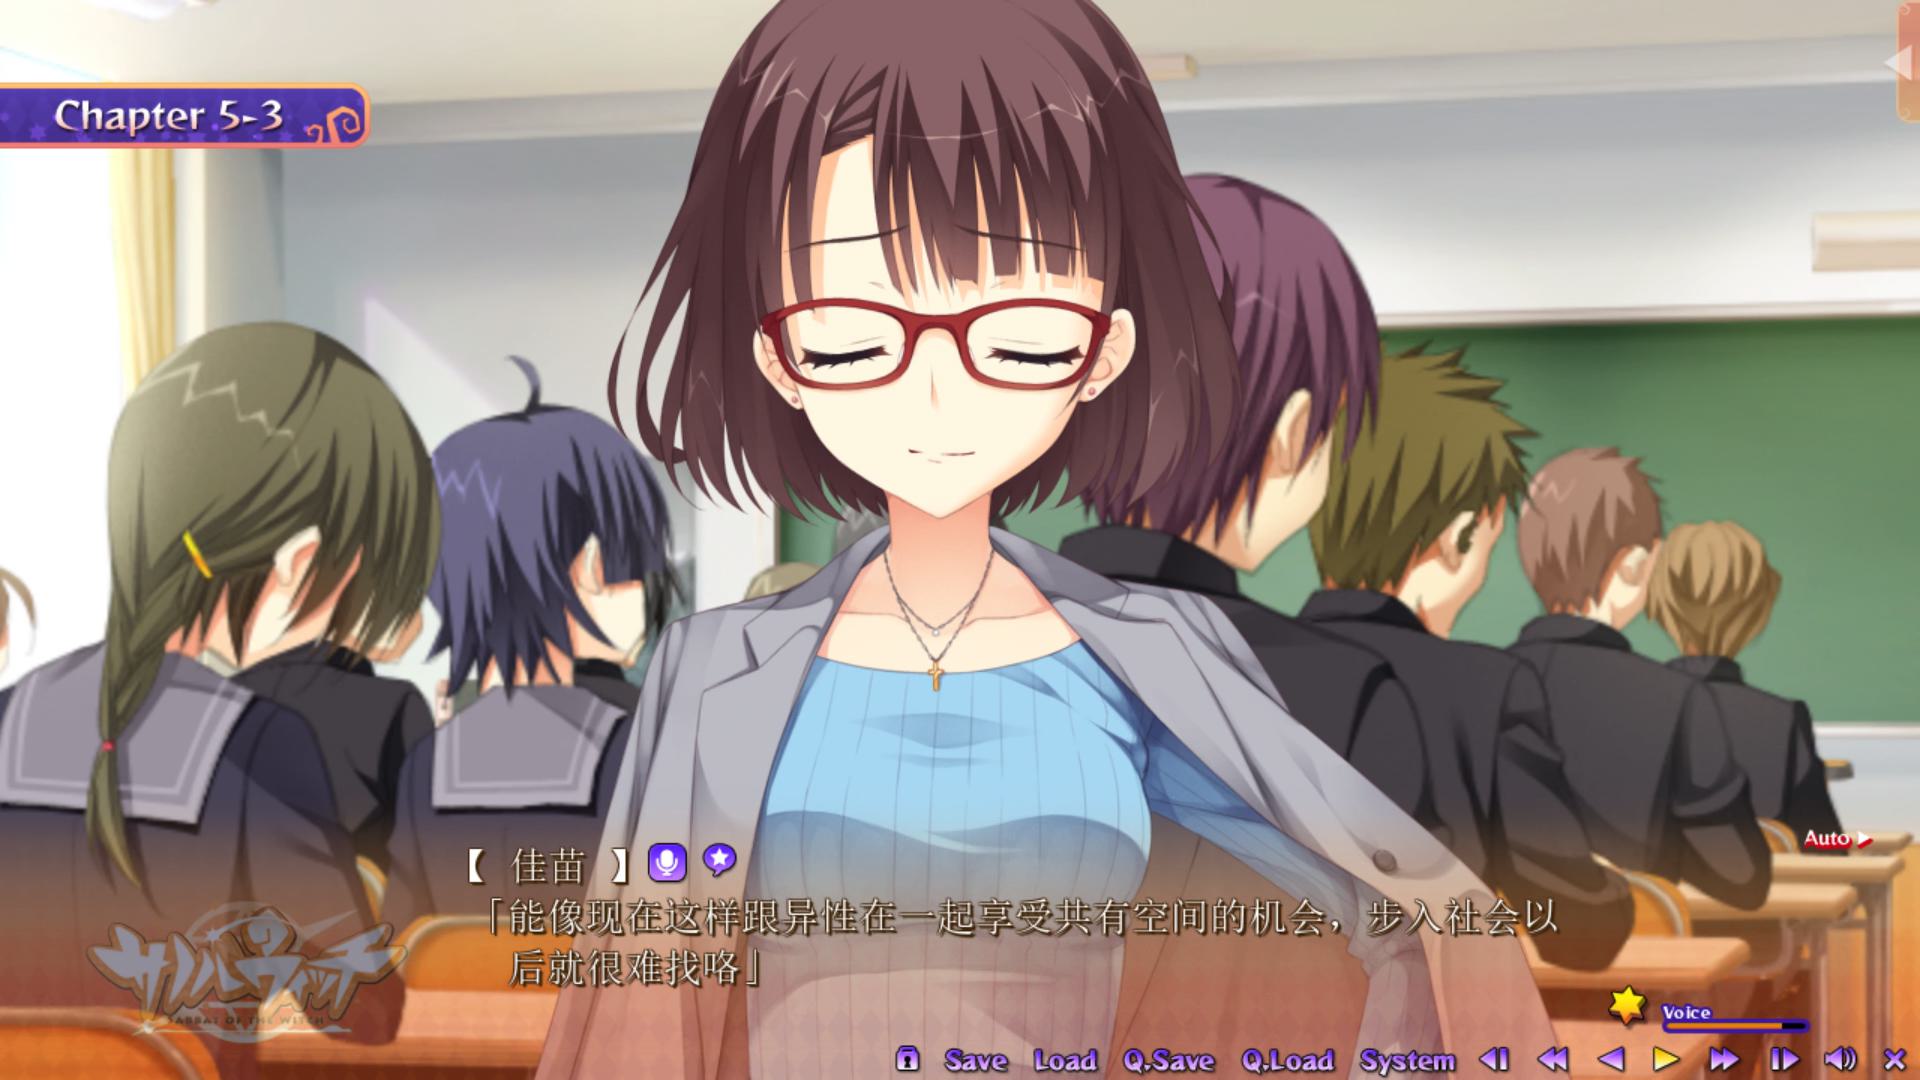 Chapter 5-3
【 佳苗 】
「能像现在这样跟异性在一起享受共有空间的机会，步入社会以
后就很难找咯」
Auto
サノバウィッチ
SABBAT OF THE WITCH
Voice
Save Load Q.Save Q.Load System